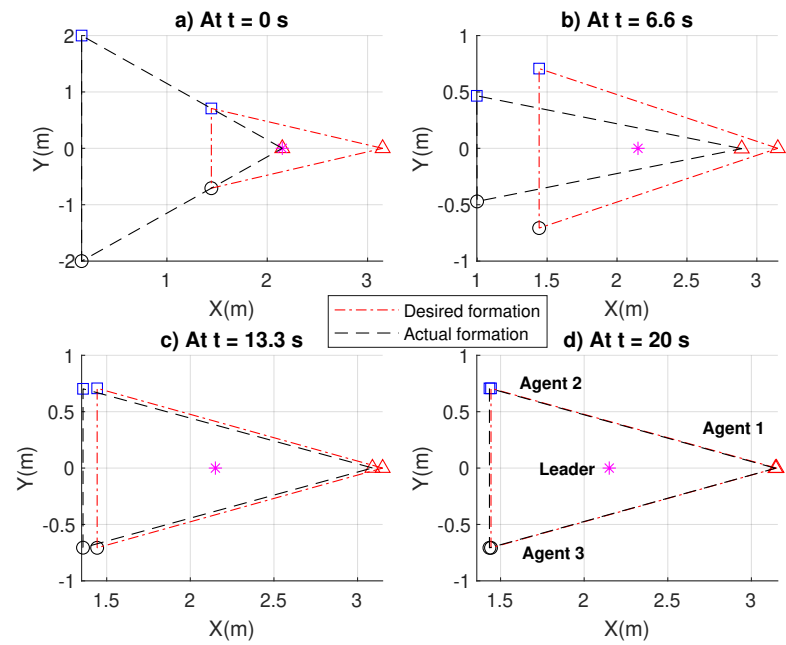 a) At t = 0 s
2
1
0
-1
-2
Y(m)
1
2
3
X(m)
b) At t = 6.6 s
1
0.5
0
-0.5
-1
Y(m)
1
1.5
2
2.5
3
X(m)
Desired formation
Actual formation
c) At t = 13.3 s
1
0.5
0
-0.5
-1
Y(m)
1.5
2
2.5
3
X(m)
d) At t = 20 s
1
0.5
0
-0.5
-1
Y(m)
Agent 2
Agent 1
Leader
Agent 3
1.5
2
2.5
3
X(m)